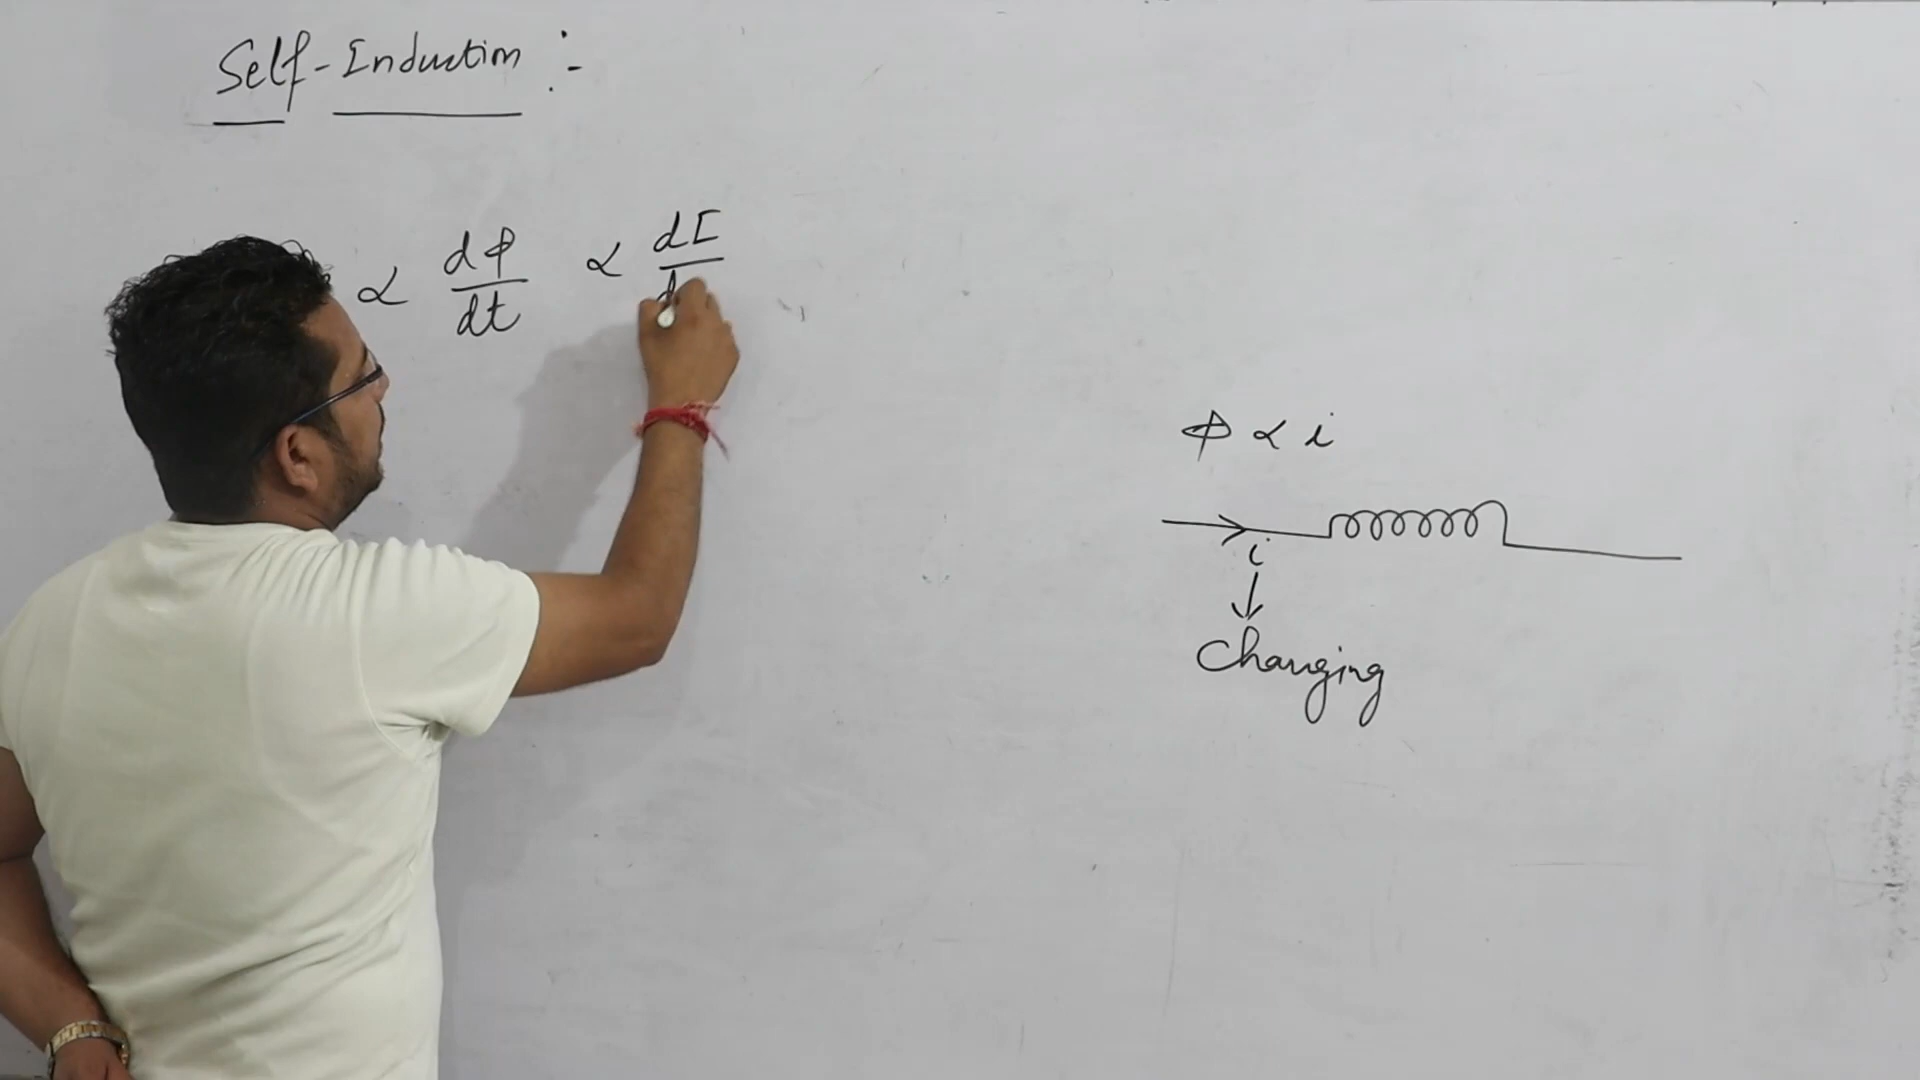 Self-Induction :-
∝ dφ/dt ∝ dI/d
φ ∝ i
i
↓
Changing